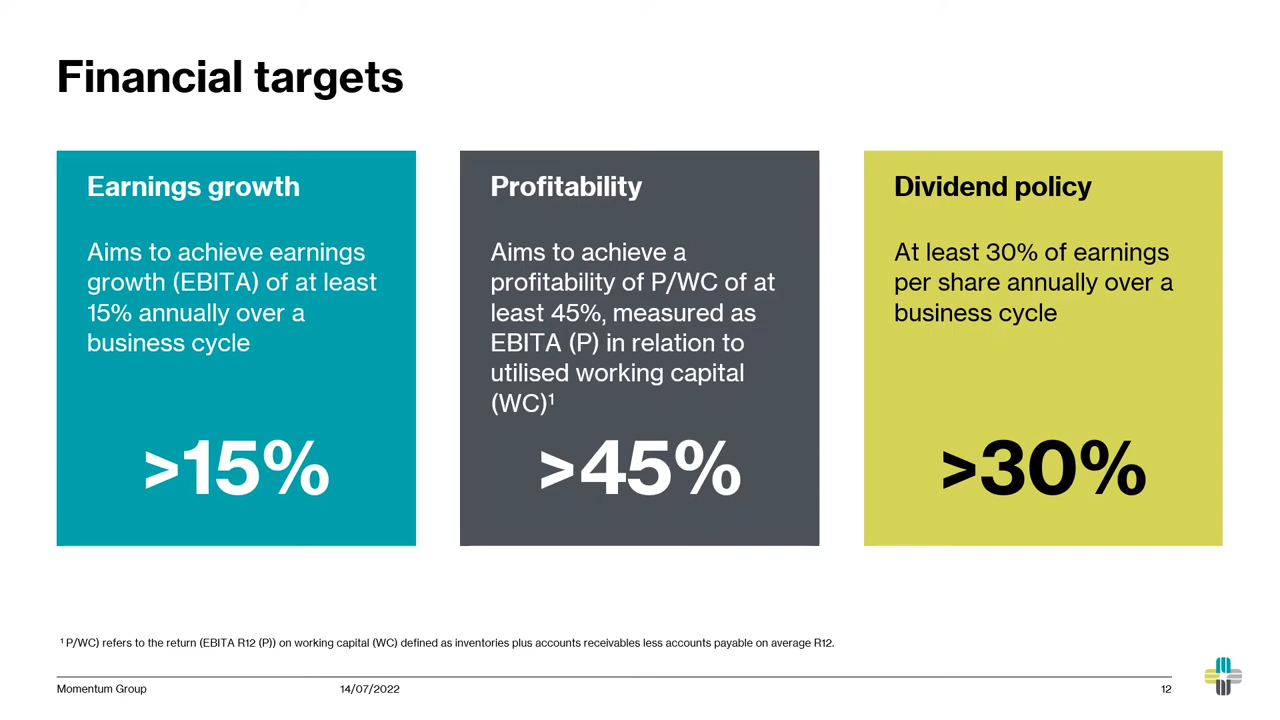 Financial targets
Earnings growth
Aims to achieve earnings
growth (EBITA) of at least
15% annually over a
business cycle
>15%
Profitability
Aims to achieve a
profitability of P/WC of at
least 45%, measured as
EBITA (P) in relation to
utilised working capital
(WC)¹
>45%
Dividend policy
At least 30% of earnings
per share annually over a
business cycle
>30%
¹ P/WC) refers to the return (EBITA R12 (P)) on working capital (WC) defined as inventories plus accounts receivables less accounts payable on average R12.
Momentum Group
14/07/2022
12